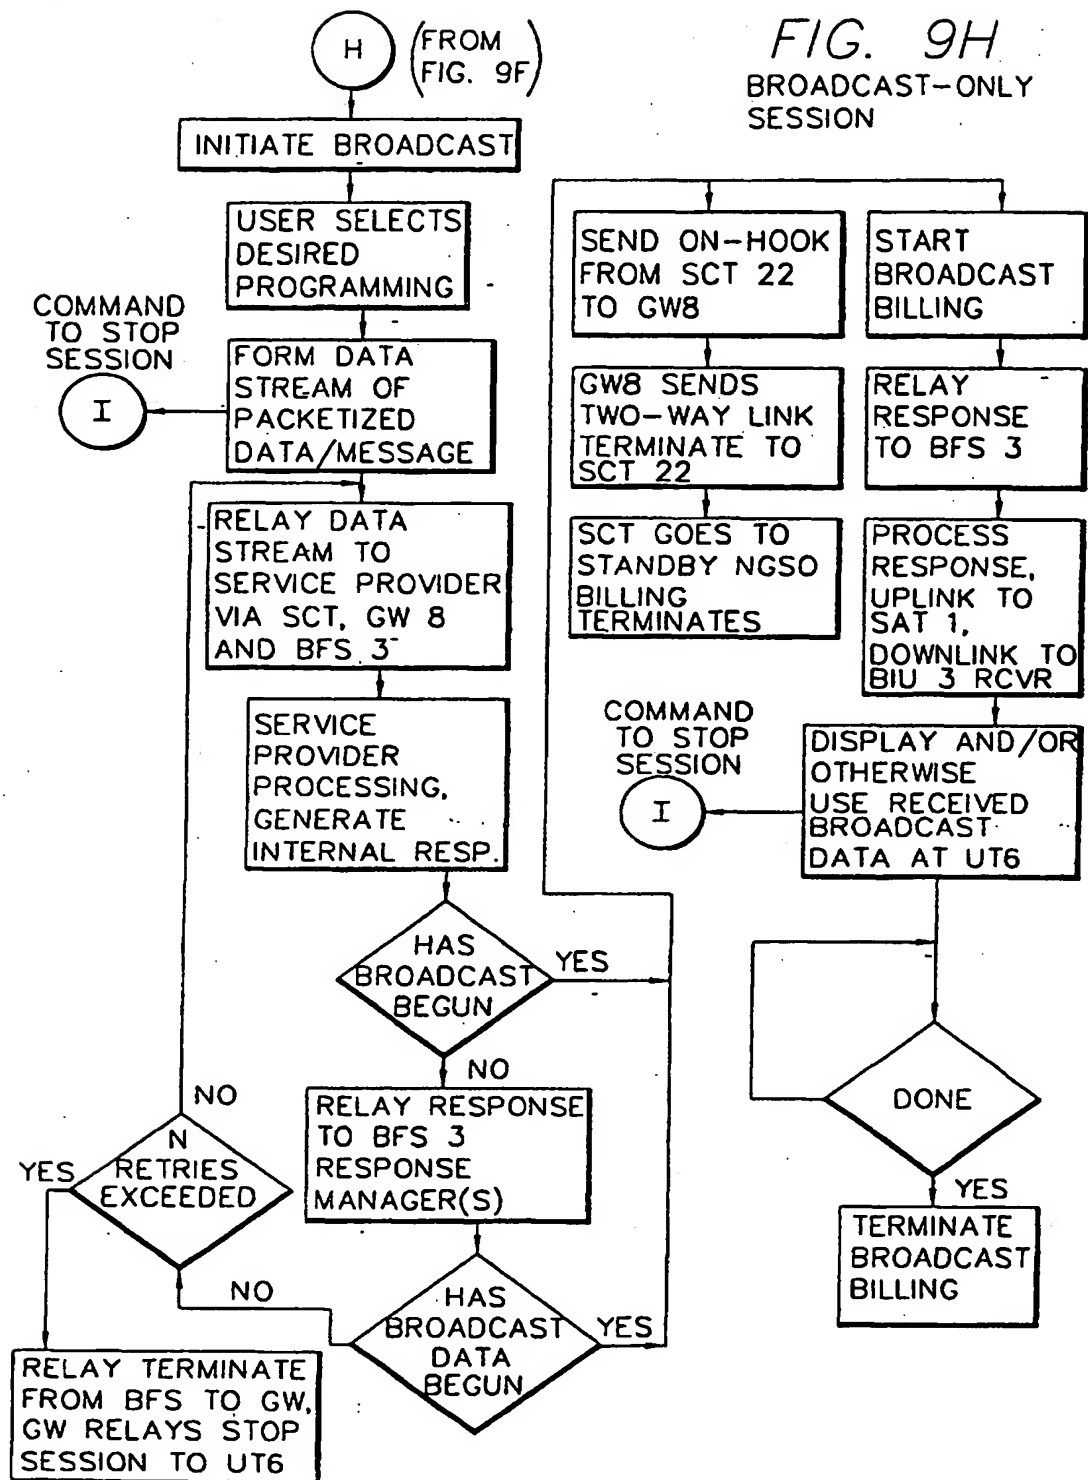 FIG. 9H
BROADCAST-ONLY
SESSION
H
(FROM
FIG. 9F)
INITIATE BROADCAST
USER SELECTS
DESIRED
PROGRAMMING
COMMAND
TO STOP
SESSION
I
FORM DATA
STREAM OF
PACKETIZED
DATA/MESSAGE
RELAY DATA
STREAM TO
SERVICE PROVIDER
VIA SCT, GW 8
AND BFS 3
SERVICE
PROVIDER
PROCESSING,
GENERATE
INTERNAL RESP.
HAS
BROADCAST
BEGUN
YES
NO
RELAY RESPONSE
TO BFS 3
RESPONSE
MANAGER(S)
HAS
BROADCAST
DATA
BEGUN
YES
NO
N
RETRIES
EXCEEDED
NO
YES
RELAY TERMINATE
FROM BFS TO GW,
GW RELAYS STOP
SESSION TO UT6
SEND ON-HOOK
FROM SCT 22
TO GW8
GW8 SENDS
TWO-WAY LINK
TERMINATE TO
SCT 22
SCT GOES TO
STANDBY NGSO
BILLING
TERMINATES
START
BROADCAST
BILLING
RELAY
RESPONSE
TO BFS 3
PROCESS
RESPONSE,
UPLINK TO
SAT 1,
DOWNLINK TO
BIU 3 RCVR
COMMAND
TO STOP
SESSION
I
DISPLAY AND/OR
OTHERWISE
USE RECEIVED
BROADCAST
DATA AT UT6
DONE
YES
TERMINATE
BROADCAST
BILLING